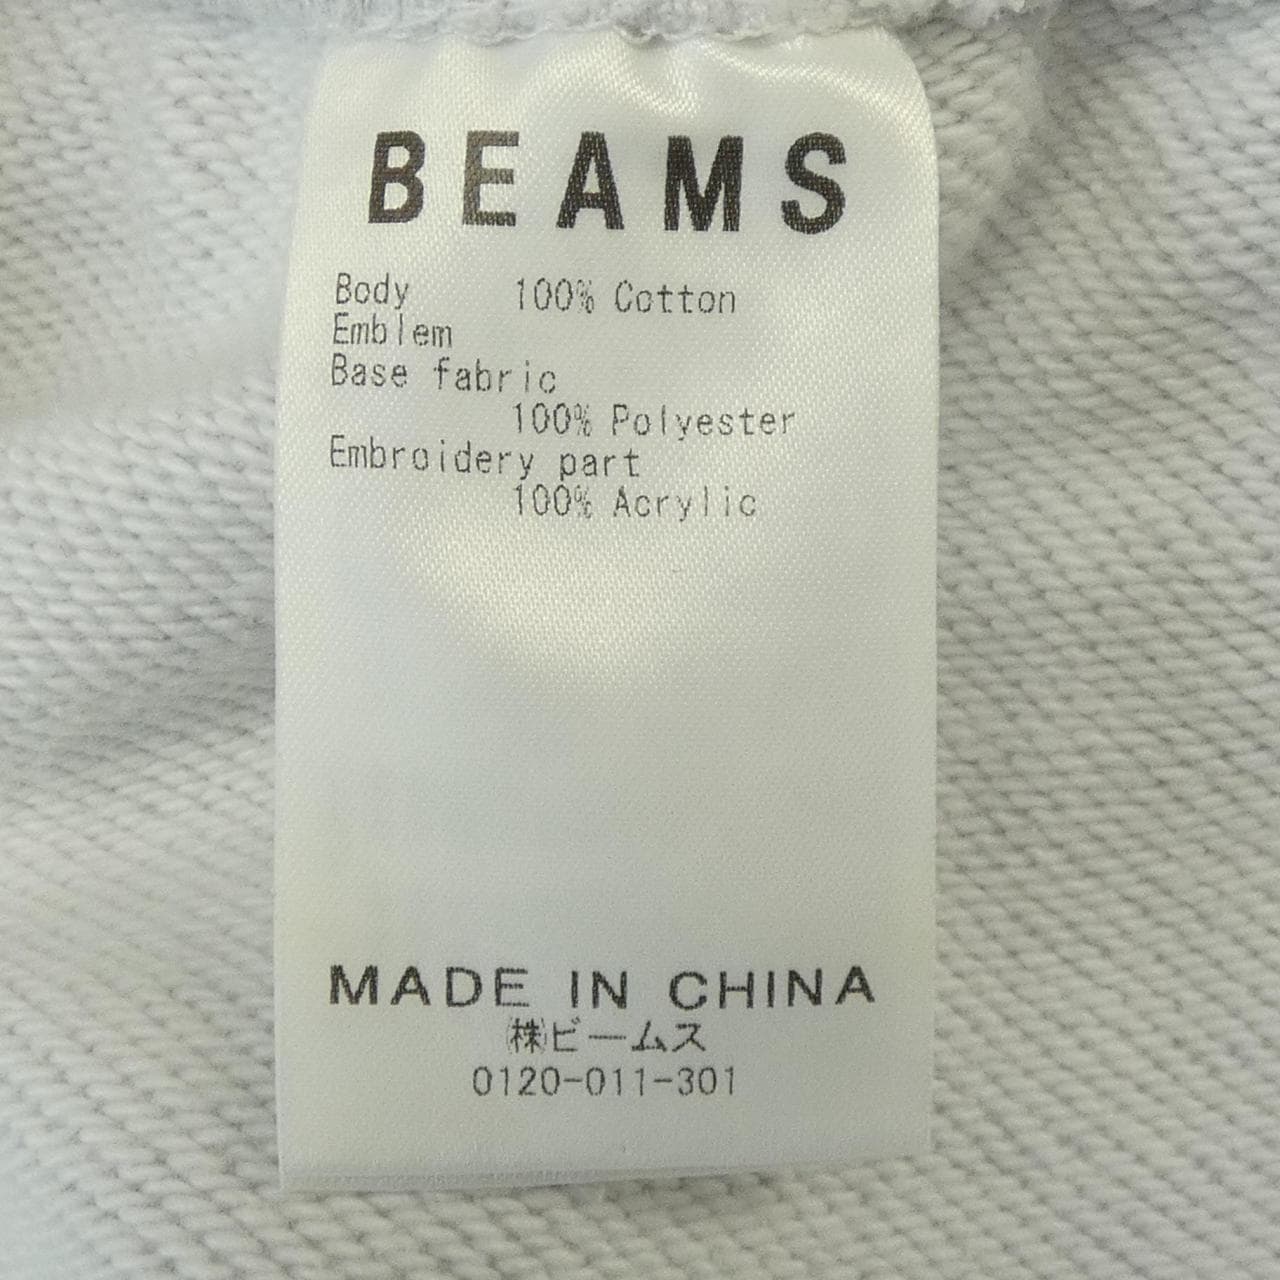 BEAMS
Body 100% Cotton
Emblem
Base fabric
100% Polyester
Embroidery part
100% Acrylic
MADE IN CHINA
㈱ビームス
0120-011-301